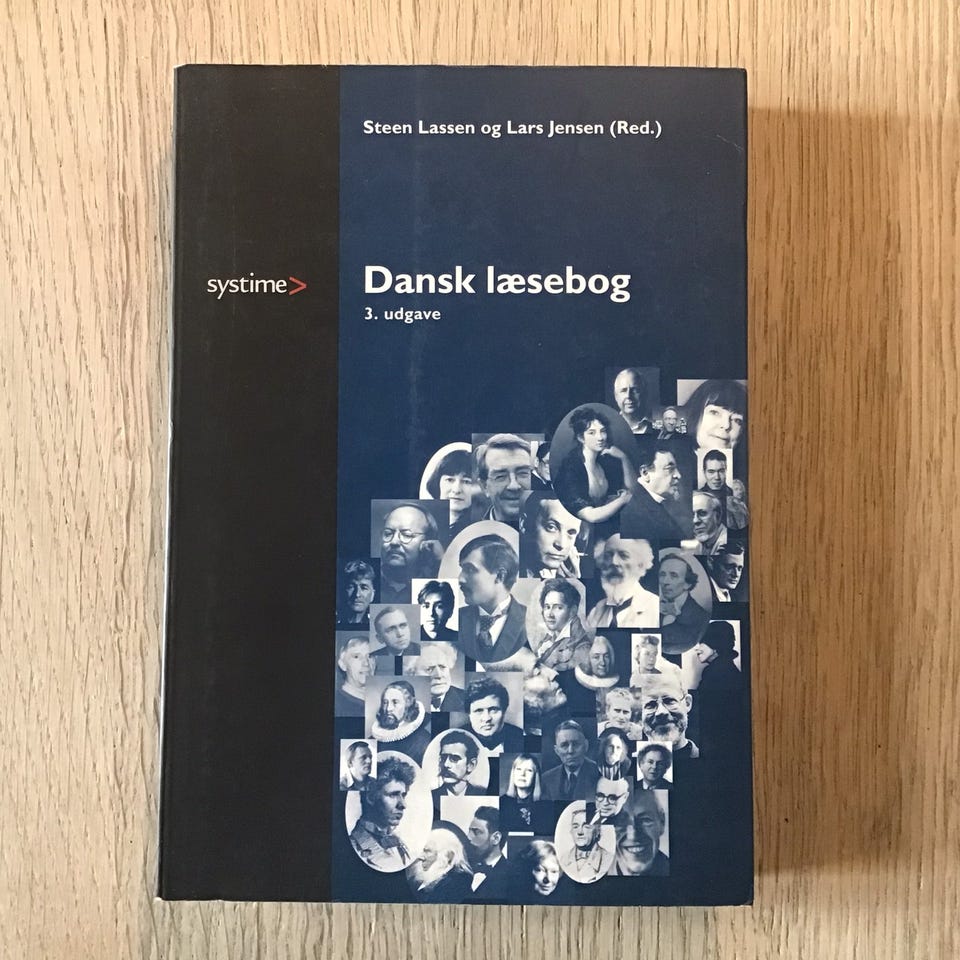 Steen Lassen og Lars Jensen (Red.)
systime>
Dansk læsebog
3. udgave